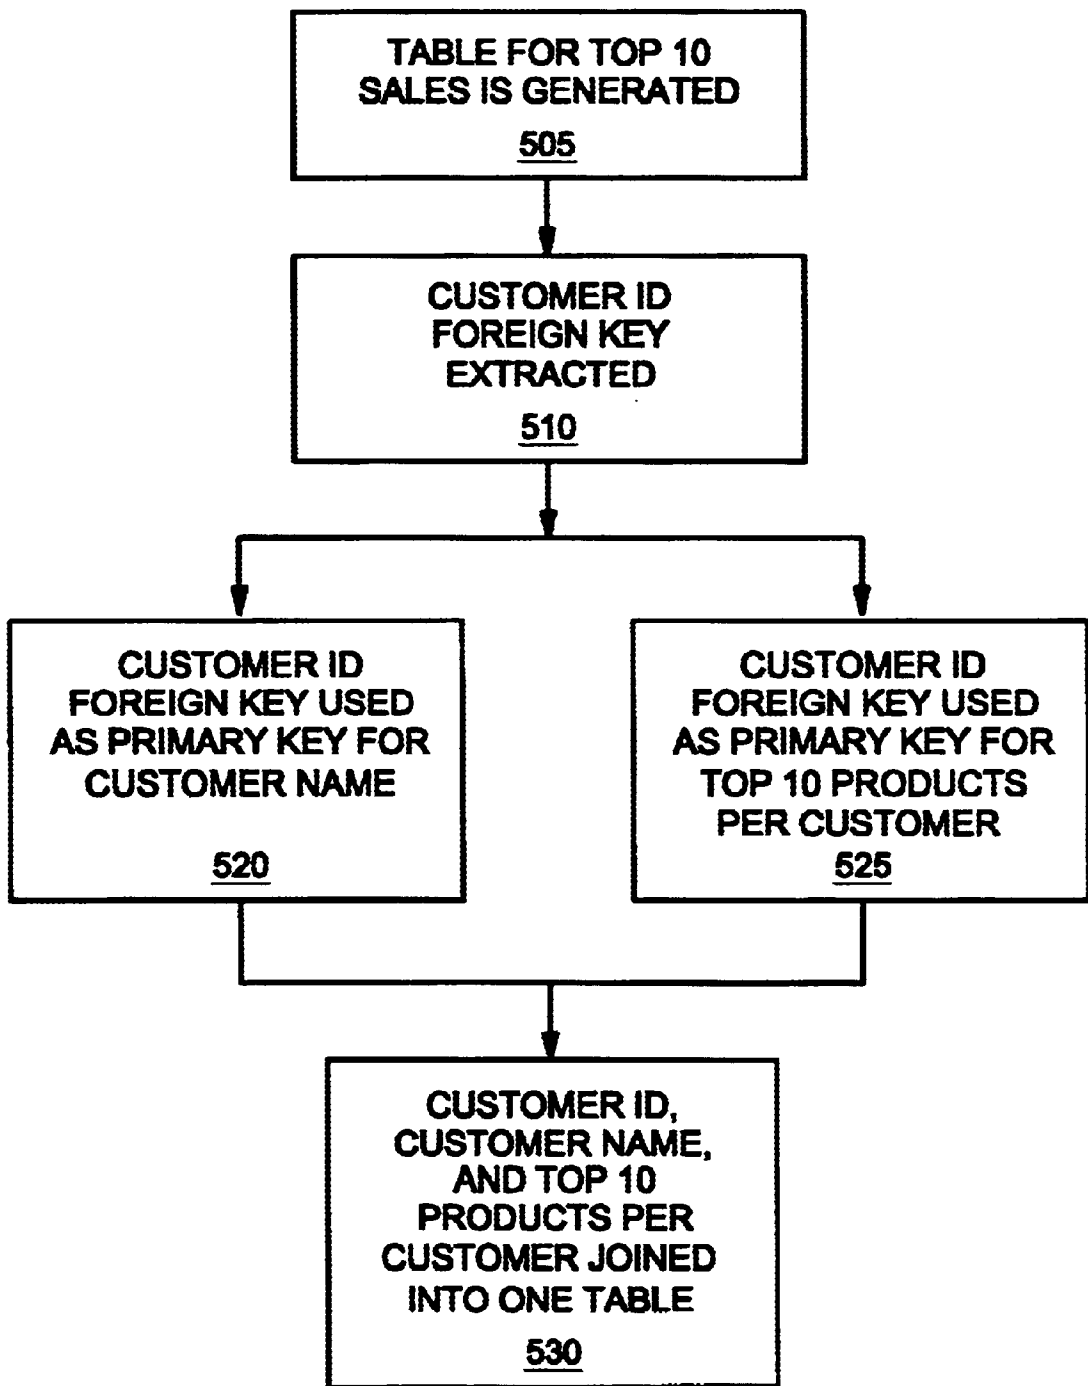 TABLE FOR TOP 10
SALES IS GENERATED
505
CUSTOMER ID
FOREIGN KEY
EXTRACTED
510
CUSTOMER ID
FOREIGN KEY USED
AS PRIMARY KEY FOR
CUSTOMER NAME
520
CUSTOMER ID
FOREIGN KEY USED
AS PRIMARY KEY FOR
TOP 10 PRODUCTS
PER CUSTOMER
525
CUSTOMER ID,
CUSTOMER NAME,
AND TOP 10
PRODUCTS PER
CUSTOMER JOINED
INTO ONE TABLE
530